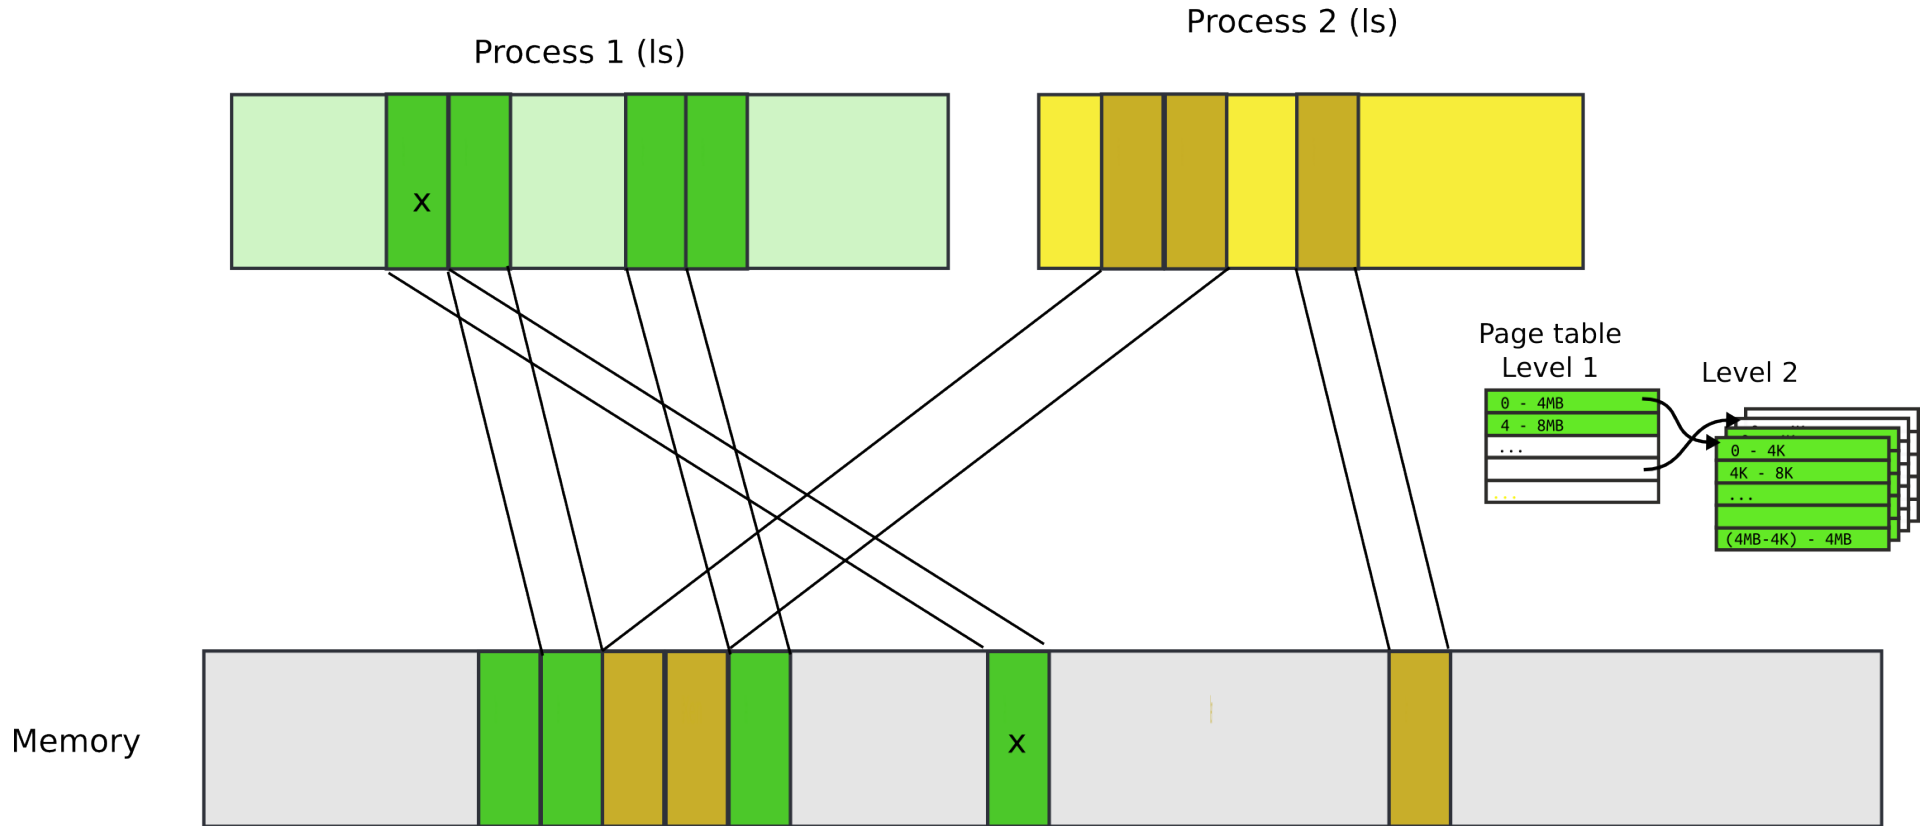 Process 1 (ls)
Process 2 (ls)
x
Page table
Level 1
0 - 4MB
4 - 8MB
...
...
Level 2
0 - 4K
4K - 8K
...
(4MB-4K) - 4MB
Memory
x